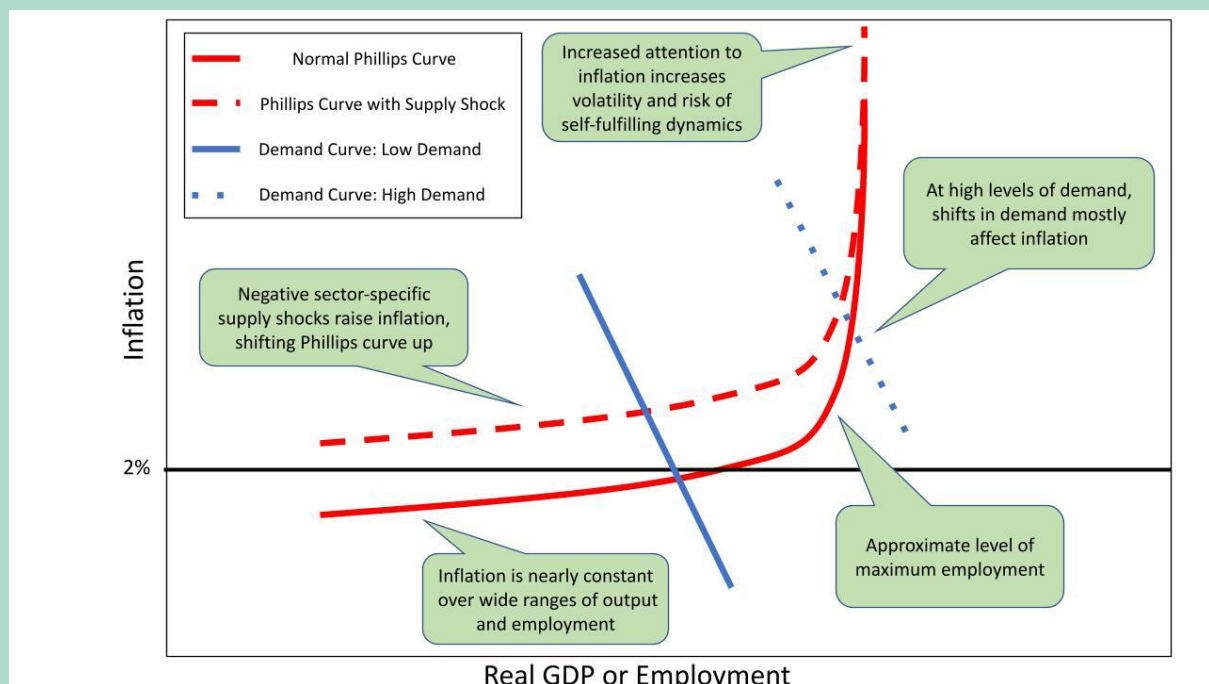 Normal Phillips Curve
Phillips Curve with Supply Shock
Demand Curve: Low Demand
Demand Curve: High Demand
Increased attention to
inflation increases
volatility and risk of
self-fulfilling dynamics
At high levels of demand,
shifts in demand mostly
affect inflation
Negative sector-specific
supply shocks raise inflation,
shifting Phillips curve up
Inflation
2%
Inflation is nearly constant
over wide ranges of output
and employment
Approximate level of
maximum employment
Real GDP or Employment